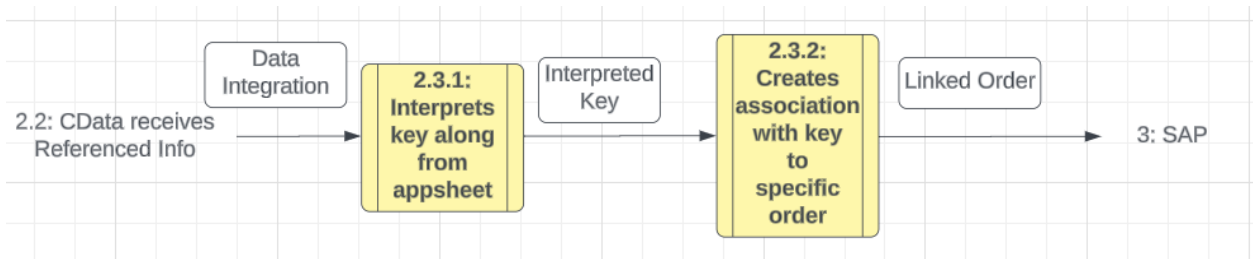 2.2: CData receives
Referenced Info
Data
Integration
2.3.1:
Interprets
key along
from
appsheet
Interpreted
Key
2.3.2:
Creates
association
with key
to
specific
order
Linked Order
3: SAP